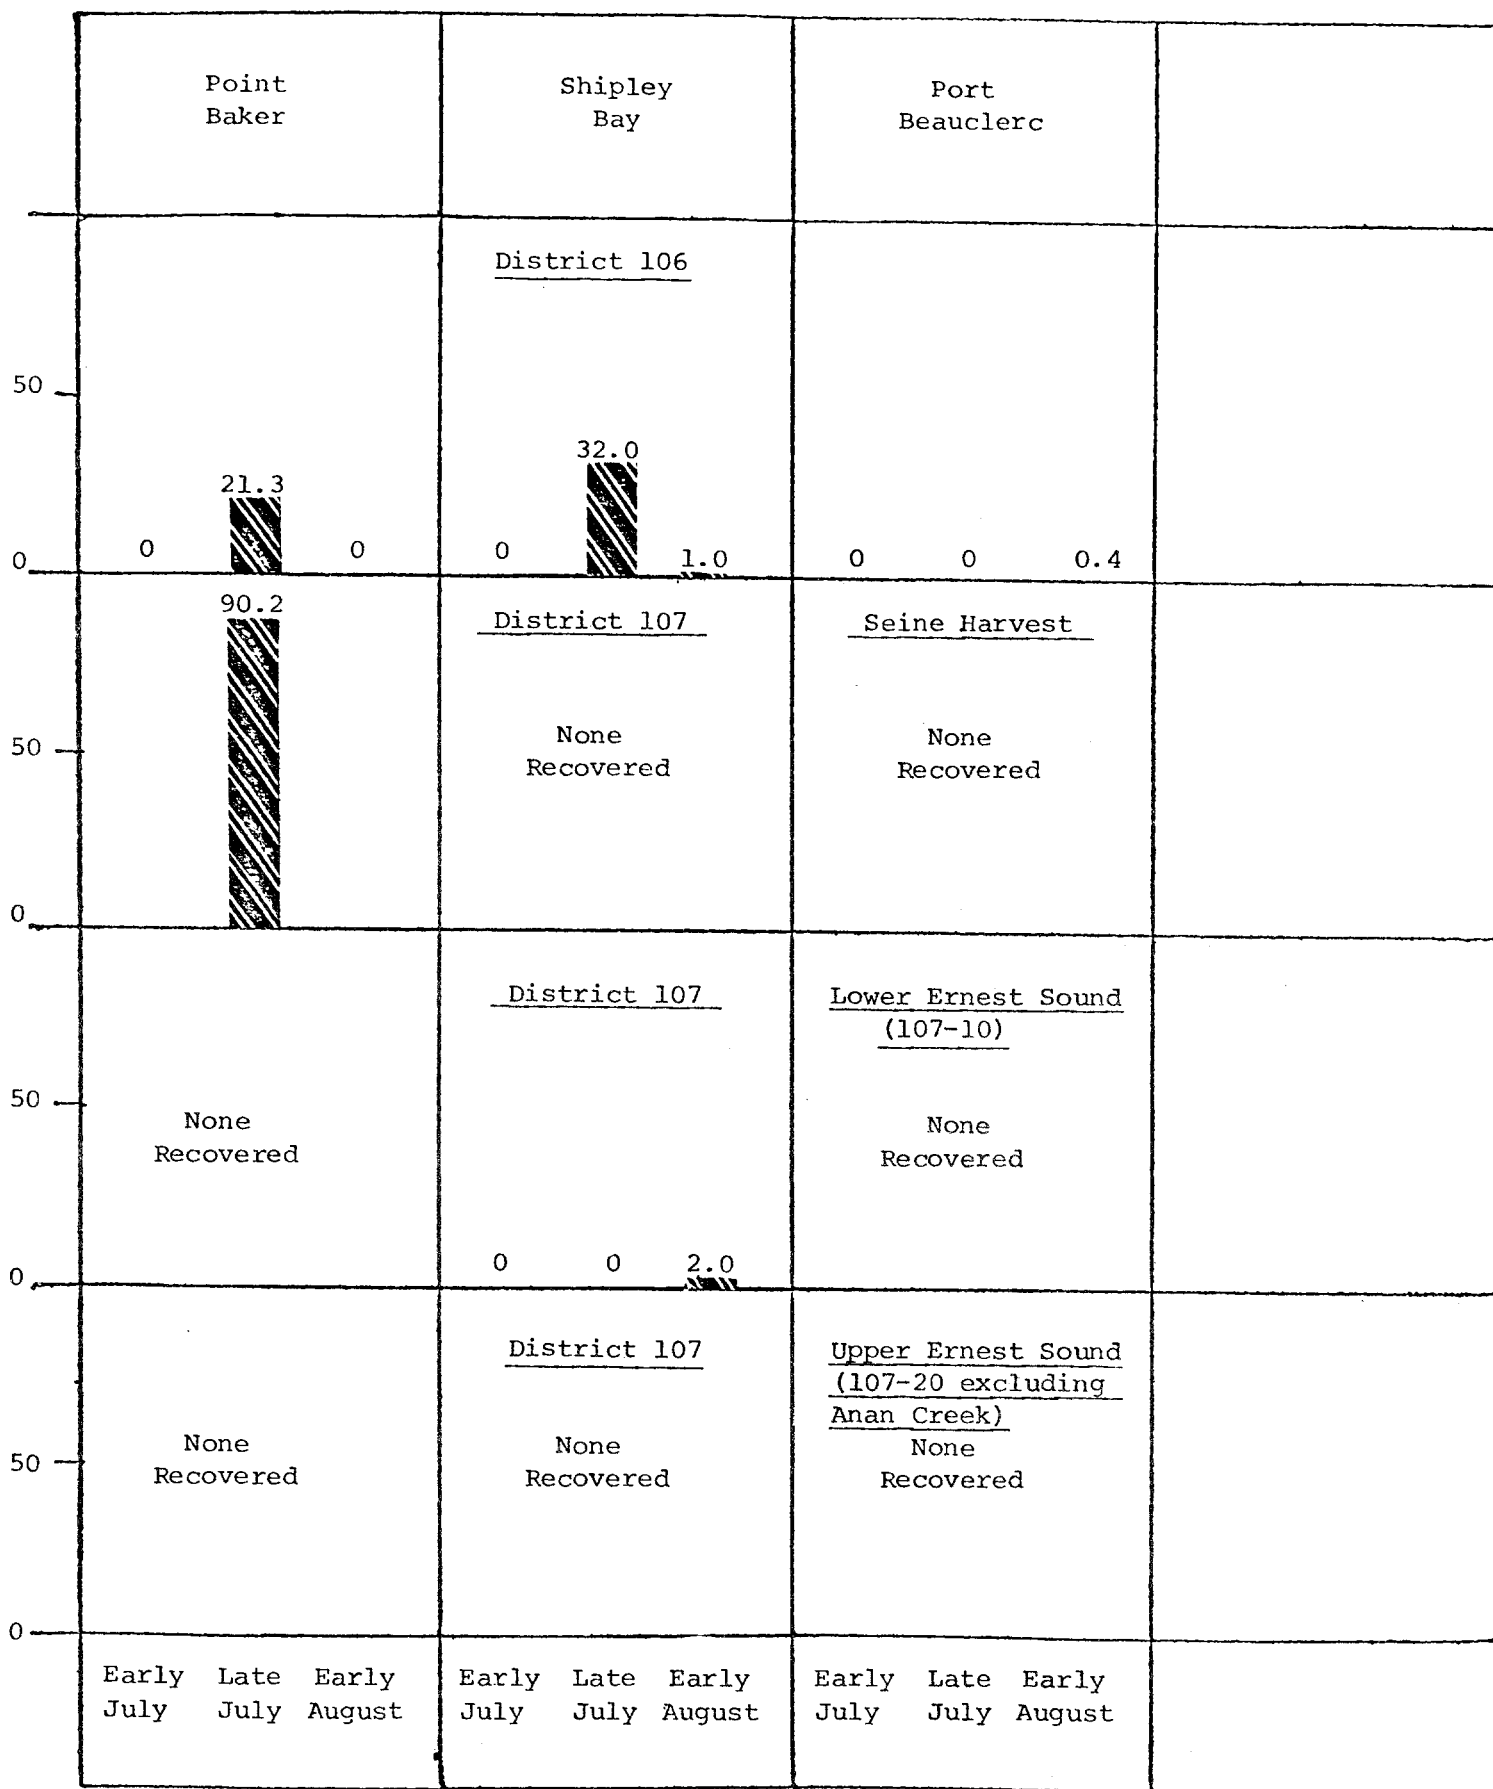 Point
Baker
Shipley
Bay
Port
Beauclerc
District 106
50
21.3
32.0
0
0
0
0
1.0
0
0
0.4
90.2
District 107
Seine Harvest
50
None
Recovered
None
Recovered
0
District 107
Lower Ernest Sound
(107-10)
50
None
Recovered
None
Recovered
0
0
0
2.0
District 107
Upper Ernest Sound
(107-20 excluding
Anan Creek)
50
None
Recovered
None
Recovered
None
Recovered
0
Early Late Early
July July August
Early Late Early
July July August
Early Late Early
July July August